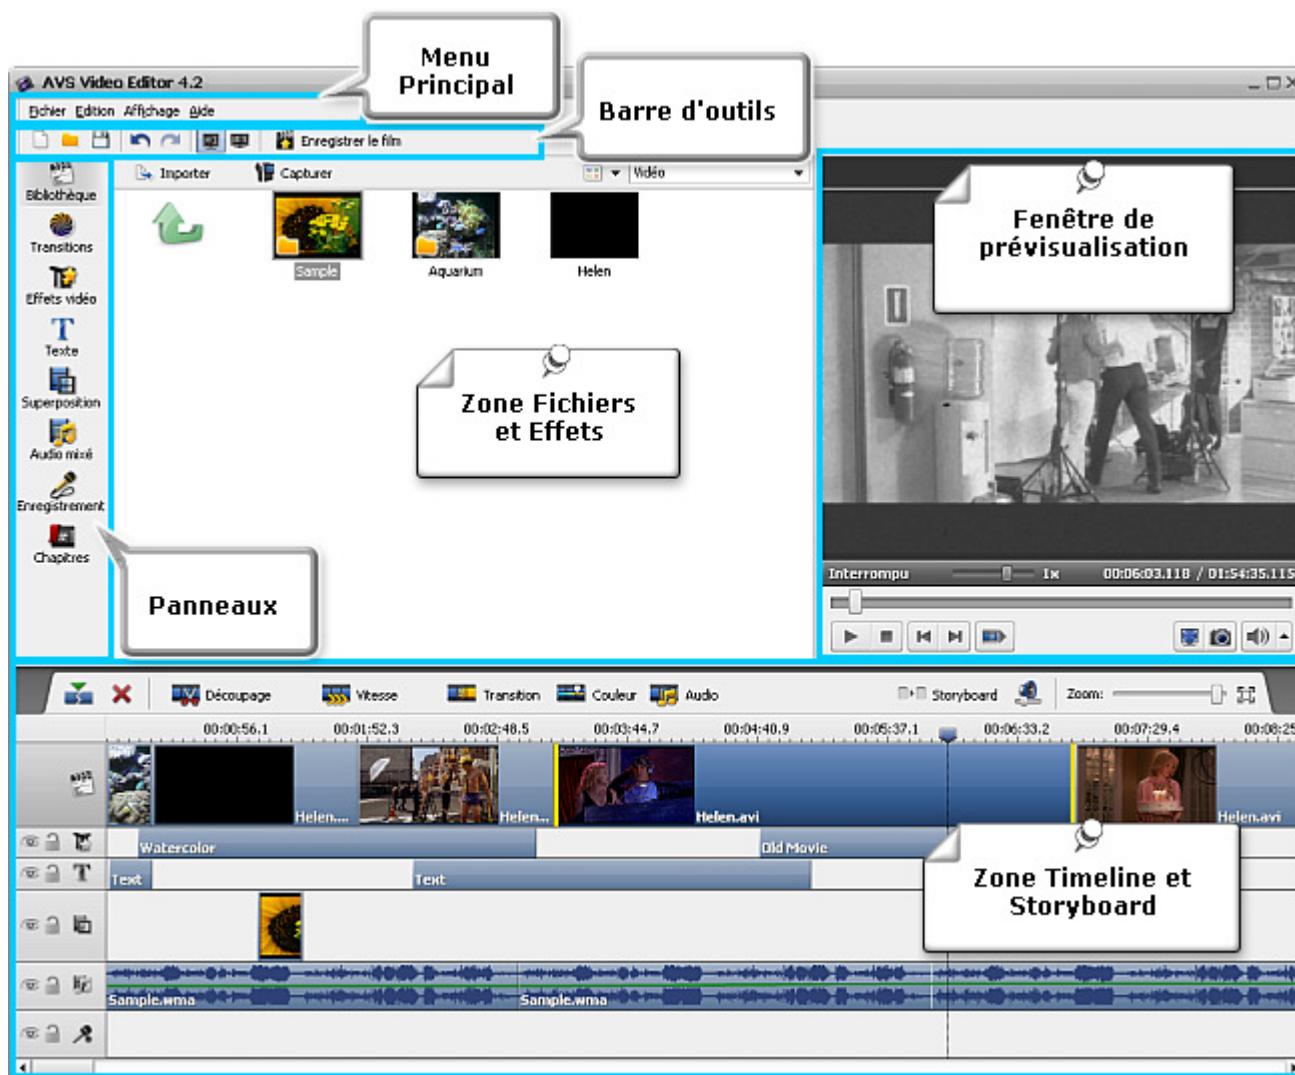 Menu
Principal
AVS Video Editor 4.2
Barre d'outils
Fichier Edition Affichage Aide
Enregistrer le film
Bibliothèque
Importer
Capturer
Vidéo
Fenêtre de
prévisualisation
Transitions
Sample
Aquarium
Helen
Effets vidéo
Texte
Superposition
Zone Fichiers
et Effets
Audio mixé
Enregistrement
Chapitres
Panneaux
Interrompu
1x
00:06:03.118 / 01:54:35.115
Découpage
Vitesse
Transition
Couleur
Audio
Storyboard
Zoom:
00:00:56.1
00:01:52.3
00:02:48.5
00:03:44.7
00:04:40.9
00:05:37.1
00:06:33.2
00:07:29.4
00:08:25
Helen....
Helen...
Helen.avi
Helen.avi
Watercolor
Old Movie
Text
Text
Zone Timeline et
Storyboard
Sample.wma
Sample.wma